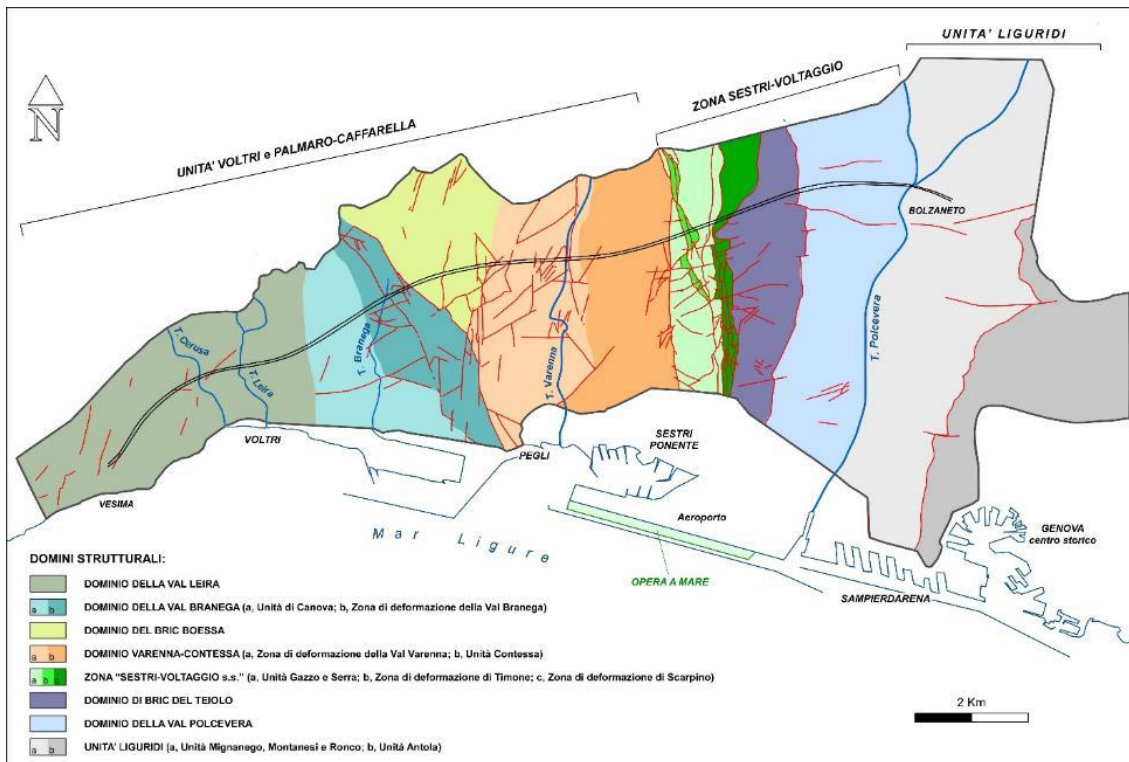 UNITA' LIGURIDI
ZONA SESTRI-VOLTAGGIO
UNITA' VOLTRI e PALMARO-CAFFARELLA
N
BOLZANETO
T. Cerusa
T. Leira
T. Branega
T. Varenna
T. Polcevera
VOLTRI
VESIMA
PEGLI
SESTRI
PONENTE
Aeroporto
Mar Ligure
OPERA A MARE
SAMPIERDARENA
GENOVA
centro storico
DOMINI STRUTTURALI:
DOMINIO DELLA VAL LEIRA
a b DOMINIO DELLA VAL BRANEGA (a, Unità di Canova; b, Zona di deformazione della Val Branega)
DOMINIO DEL BRIC BOESSA
a b DOMINIO VARENNA-CONTESSA (a, Zona di deformazione della Val Varenna; b, Unità Contessa)
a b c ZONA "SESTRI-VOLTAGGIO s.s." (a, Unità Gazzo e Serra; b, Zona di deformazione di Timone; c, Zona di deformazione di Scarpino)
DOMINIO DI BRIC DEL TEIOLO
DOMINIO DELLA VAL POLCEVERA
a b UNITA' LIGURIDI (a, Unità Mignanego, Montanesi e Ronco; b, Unità Antola)
2 Km